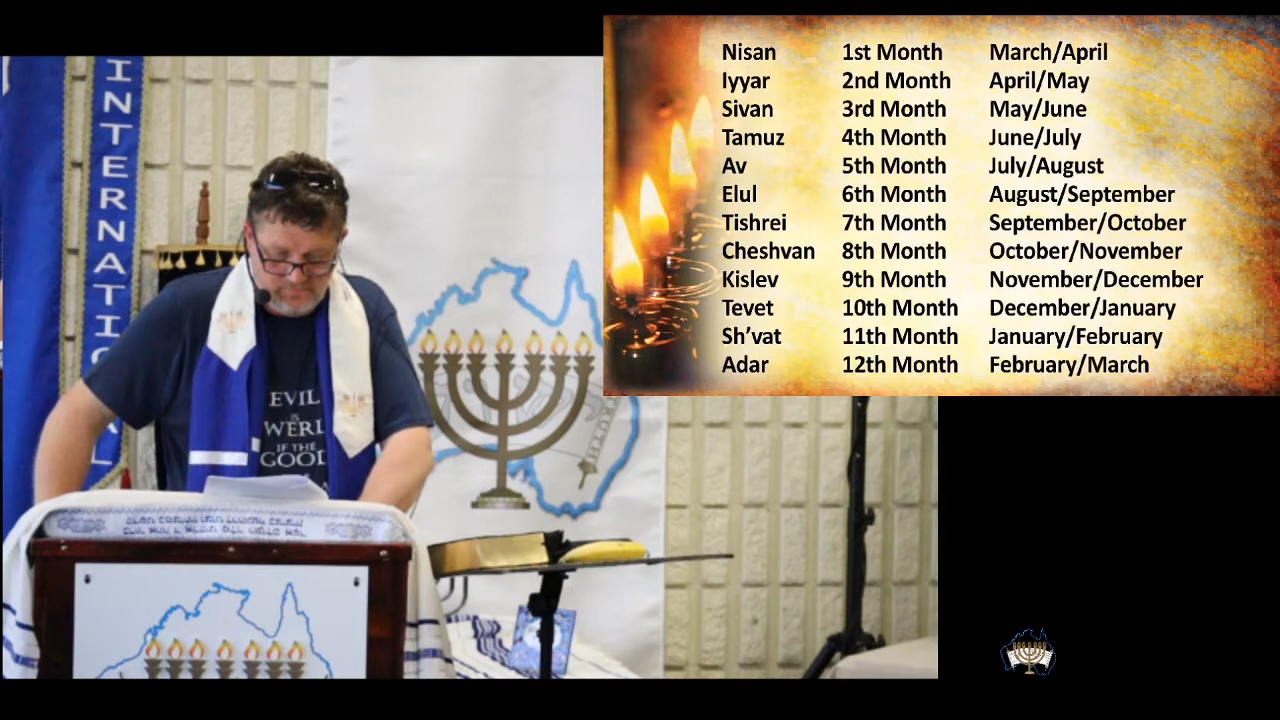 Nisan 1st Month March/April
Iyyar 2nd Month April/May
Sivan 3rd Month May/June
Tamuz 4th Month June/July
Av 5th Month July/August
Elul 6th Month August/September
Tishrei 7th Month September/October
Cheshvan 8th Month October/November
Kislev 9th Month November/December
Tevet 10th Month December/January
Sh’vat 11th Month January/February
Adar 12th Month February/March
INTERNATI
L
EVIL
IS
IF THE
GOOD
TRUTH